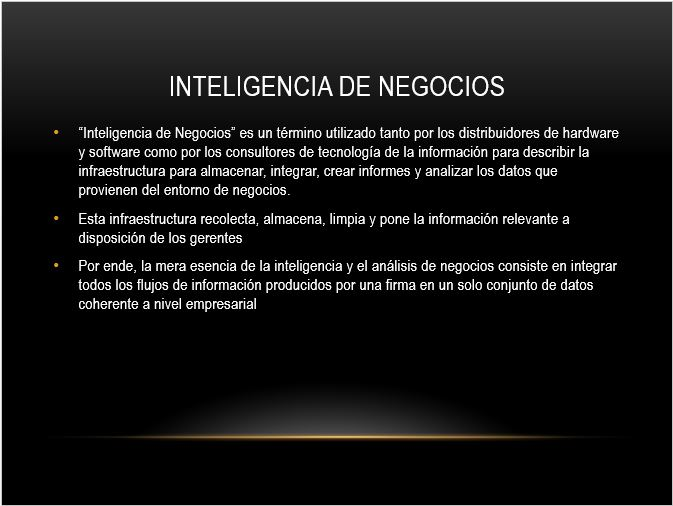 INTELIGENCIA DE NEGOCIOS
• “Inteligencia de Negocios” es un término utilizado tanto por los distribuidores de hardware
y software como por los consultores de tecnología de la información para describir la
infraestructura para almacenar, integrar, crear informes y analizar los datos que
provienen del entorno de negocios.
• Esta infraestructura recolecta, almacena, limpia y pone la información relevante a
disposición de los gerentes
• Por ende, la mera esencia de la inteligencia y el análisis de negocios consiste en integrar
todos los flujos de información producidos por una firma en un solo conjunto de datos
coherente a nivel empresarial